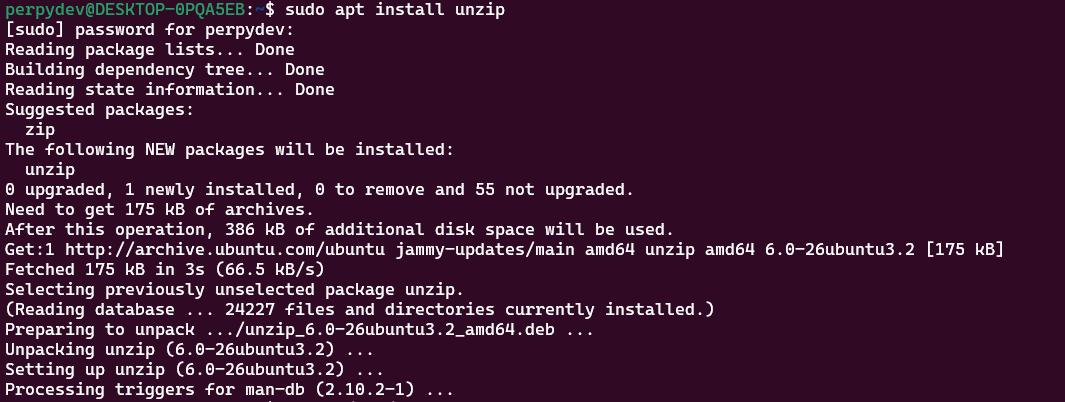 perpydev@DESKTOP-0PQA5EB:~$ sudo apt install unzip
[sudo] password for perpydev:
Reading package lists... Done
Building dependency tree... Done
Reading state information... Done
Suggested packages:
  zip
The following NEW packages will be installed:
  unzip
0 upgraded, 1 newly installed, 0 to remove and 55 not upgraded.
Need to get 175 kB of archives.
After this operation, 386 kB of additional disk space will be used.
Get:1 http://archive.ubuntu.com/ubuntu jammy-updates/main amd64 unzip amd64 6.0-26ubuntu3.2 [175 kB]
Fetched 175 kB in 3s (66.5 kB/s)
Selecting previously unselected package unzip.
(Reading database ... 24227 files and directories currently installed.)
Preparing to unpack .../unzip_6.0-26ubuntu3.2_amd64.deb ...
Unpacking unzip (6.0-26ubuntu3.2) ...
Setting up unzip (6.0-26ubuntu3.2) ...
Processing triggers for man-db (2.10.2-1) ...